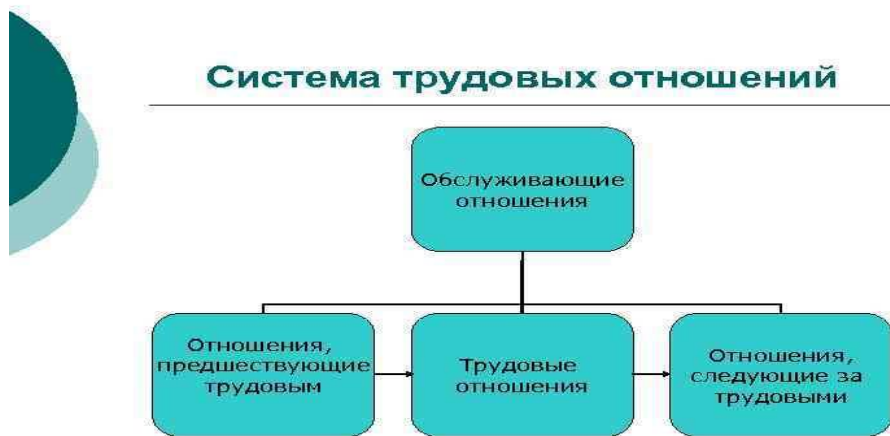 Система трудовых отношений
Обслуживающие
отношения
Отношения,
предшествующие
трудовым
Трудовые
отношения
Отношения,
следующие за
трудовыми